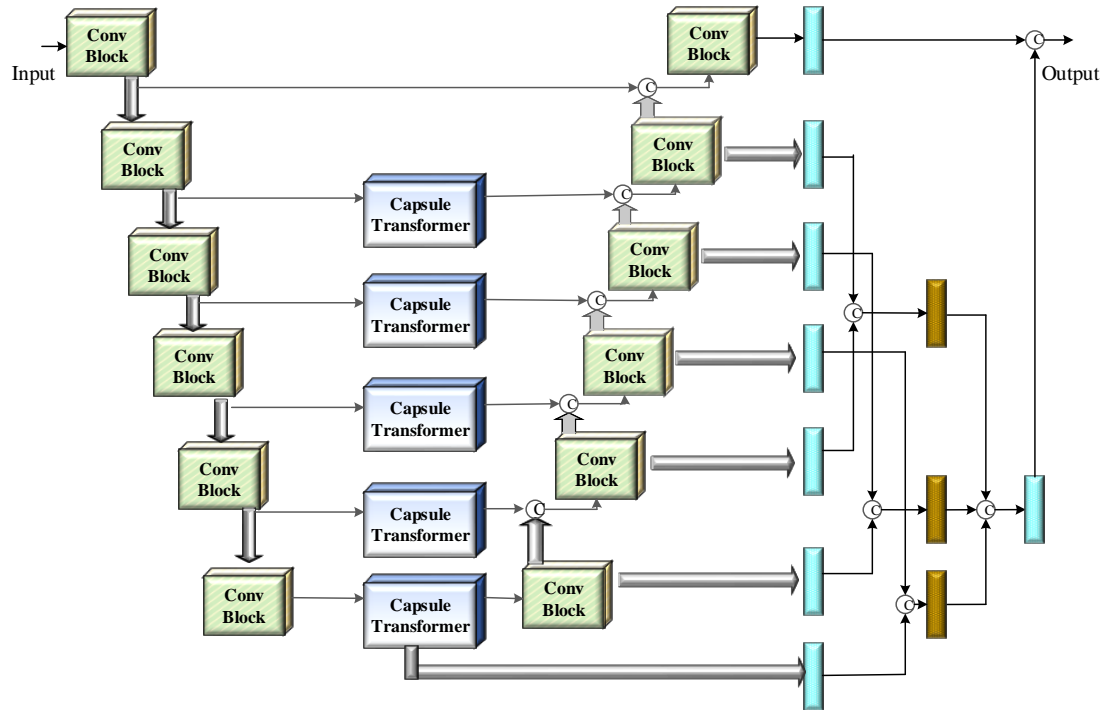 Conv
Block
Conv
Block
C
Input
Output
C
Conv
Block
Conv
Block
Capsule
Transformer
C
Conv
Block
Conv
Block
Capsule
Transformer
C
C
Conv
Block
Conv
Block
Capsule
Transformer
C
Conv
Block
Conv
Block
Capsule
Transformer
C
C
C
Conv
Block
Capsule
Transformer
Conv
Block
C